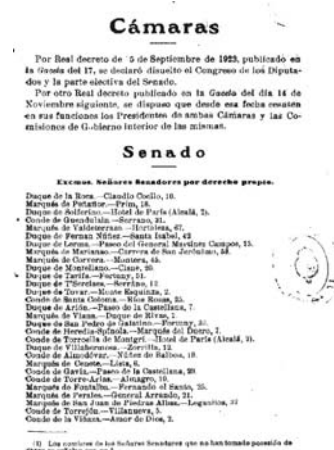 Cámaras
Por Real decreto de 15 de Septiembre de 1923, publicado en
la Gaceta del 17, se declaró disuelto el Congreso de los Diputa-
dos y la parte electiva del Senado.
Por otro Real decreto publicado en la Gaceta del día 14 de
Noviembre siguiente, se dispuso que desde esa fecha cesaten
en sus funciones los Presidentes de ambas Cámaras y las Co-
misiones de Gobierno interior de las mismas.
Senado
Excmos. Señores Senadores por derecho propio.
Duque de la Roca.—Claudio Coello, 10.
Marqués de Peñaflor.—Prim, 18.
Duque de Solferino.—Hotel de París (Alcalá, 2).
Conde de Guendulain.—Serrano, 31.
Marqués de Valdeterrazo.—Hortaleza, 67.
Duque de Fernán Núñez.—Santa Isabel, 42
Duque de Lerma.—Paseo del General Martínez Campos, 15.
Marqués de Mariano.—Carrera de San Jerónimo,
Marqués de Corvera.—Montera, 45.
Duque de Montellano.—Cisne, 20.
Duque de Tarifa.—Fortuny, 51.
Duque de T'Serclaes.—Serrano, 12
Duque de Tovar.—Monte Esquinza, 2.
Conde de Santa Coloma.—Ríos Rosas, 25.
Duque de Arión.—Paseo de la Castellana, 7.
Marqués de Viana.—Duque de Rivas, 1.
Duque de San Pedro de Galatino.—Fortuny,
Conde de Heredia-Spínola.—Marqués del Duero, 7.
Conde de Torroella de Montgrí.—Hotel de París (Alcalá, 2).
Duque de Villahermosa.—Zorrilla, 12.
Conde de Almodóvar.—Núñez de Balboa, 19.
Marqués de Cenete.—Lista, 6.
Conde de Gavia.—Paseo de la Castellana, 29.
Conde de Torre-Arias.—Almagro, 10.
Marqués de Fontalba.—Fernando el Santo, 25.
Marqués de Perales.—General Arrando, 21.
Marqués de San Juan de Piedras Albas.—Leganitos, 37
Conde de Torrejón.—Villanueva, 5.
Conde de la Viñaza.—Amor de Dios, 2.
(1) Los nombres de los Señores Senadores que no han tomado posesión de